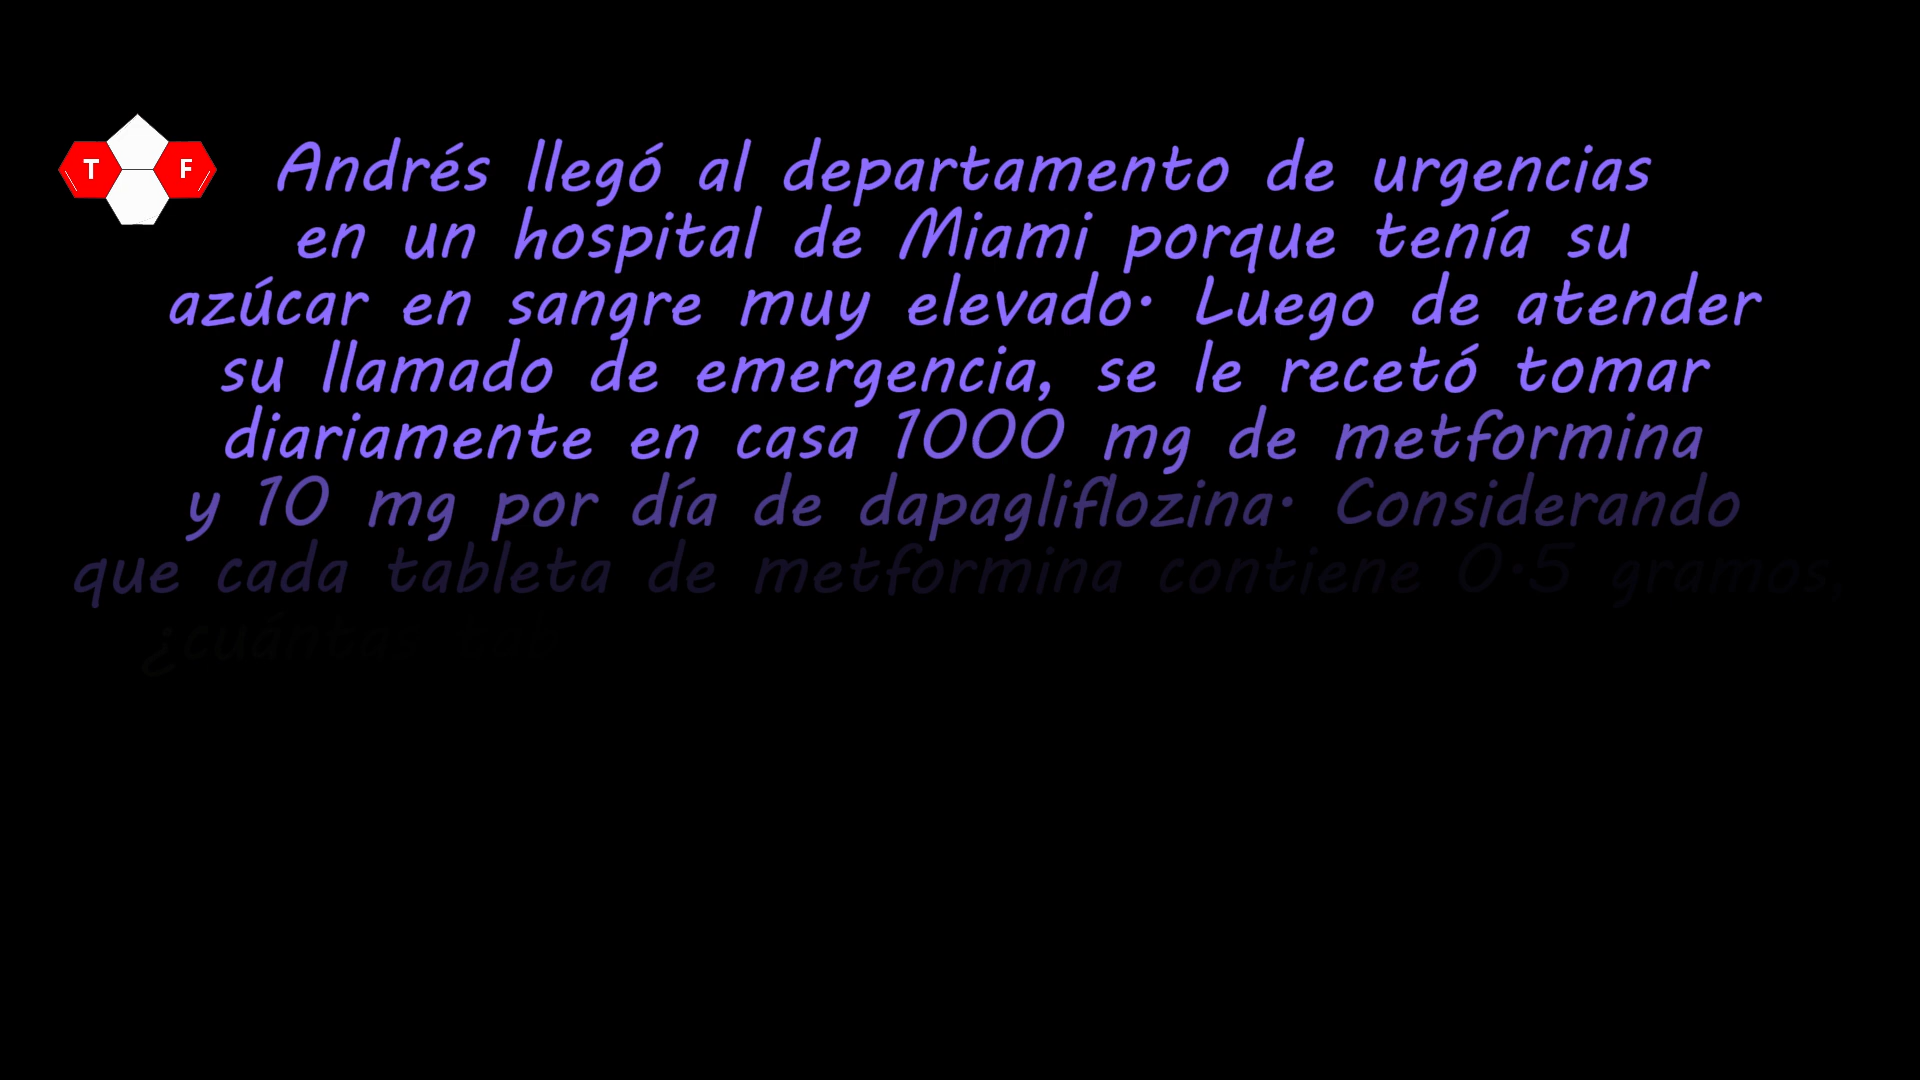 T F
Andrés llegó al departamento de urgencias
en un hospital de Miami porque tenía su
azúcar en sangre muy elevado. Luego de atender
su llamado de emergencia, se le recetó tomar
diariamente en casa 1000 mg de metformina
y 10 mg por día de dapagliflozina. Considerando
que cada tableta de metformina contiene 0.5 gramos,
¿cuántas tab